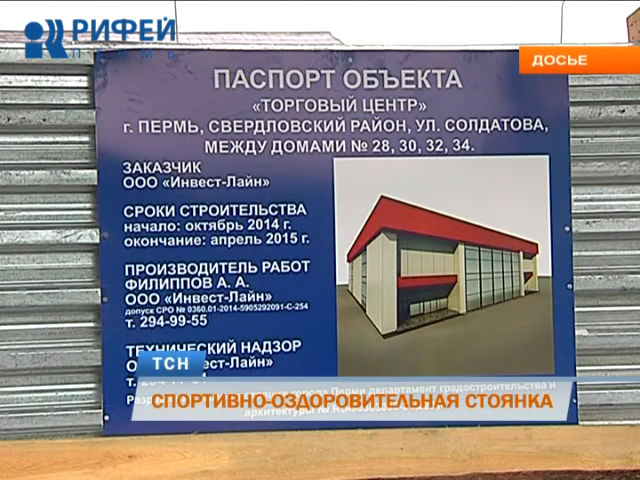 РИФЕЙ
ПЕРМЬ
ДОСЬЕ
ПАСПОРТ ОБЪЕКТА
«ТОРГОВЫЙ ЦЕНТР»
г. ПЕРМЬ, СВЕРДЛОВСКИЙ РАЙОН, УЛ. СОЛДАТОВА,
МЕЖДУ ДОМАМИ № 28, 30, 32, 34.
ЗАКАЗЧИК
ООО «Инвест-Лайн»
СРОКИ СТРОИТЕЛЬСТВА
начало: октябрь 2014 г.
окончание: апрель 2015 г.
ПРОИЗВОДИТЕЛЬ РАБОТ
ФИЛИППОВ А. А.
ООО «Инвест-Лайн»
допуск СРО № 0360.01-2014-5905292091-С-254
т. 294-99-55
ТЕХНИЧЕСКИЙ НАДЗОР
т.
города Перми департамент градостроительства и
архитектуры №
ТСН
СПОРТИВНО-ОЗДОРОВИТЕЛЬНАЯ СТОЯНКА